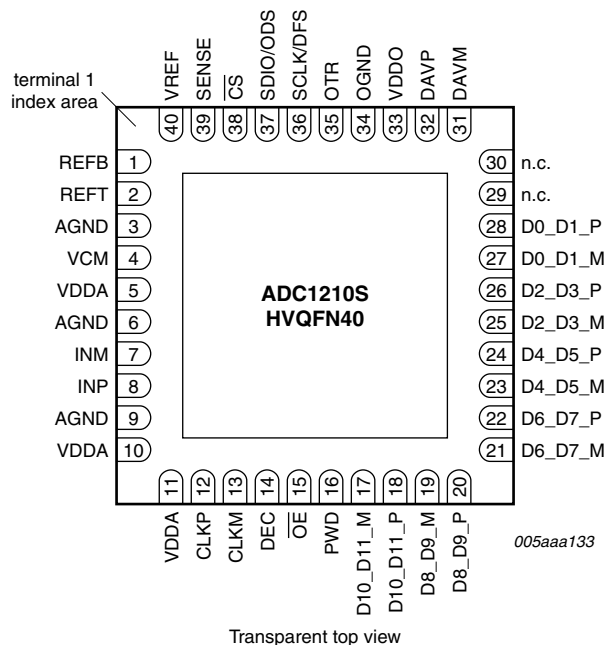 terminal 1
index area
VREF
SENSE
CS
SDIO/ODS
SCLK/DFS
OTR
OGND
VDDO
DAVP
DAVM
40
39
38
37
36
35
34
33
32
31
REFB 1
REFT 2
AGND 3
VCM 4
VDDA 5
AGND 6
INM 7
INP 8
AGND 9
VDDA 10
ADC1210S
HVQFN40
30 n.c.
29 n.c.
28 D0_D1_P
27 D0_D1_M
26 D2_D3_P
25 D2_D3_M
24 D4_D5_P
23 D4_D5_M
22 D6_D7_P
21 D6_D7_M
11
12
13
14
15
16
17
18
19
20
VDDA
CLKP
CLKM
DEC
OE
PWD
D10_D11_M
D10_D11_P
D8_D9_M
D8_D9_P
005aaa133
Transparent top view